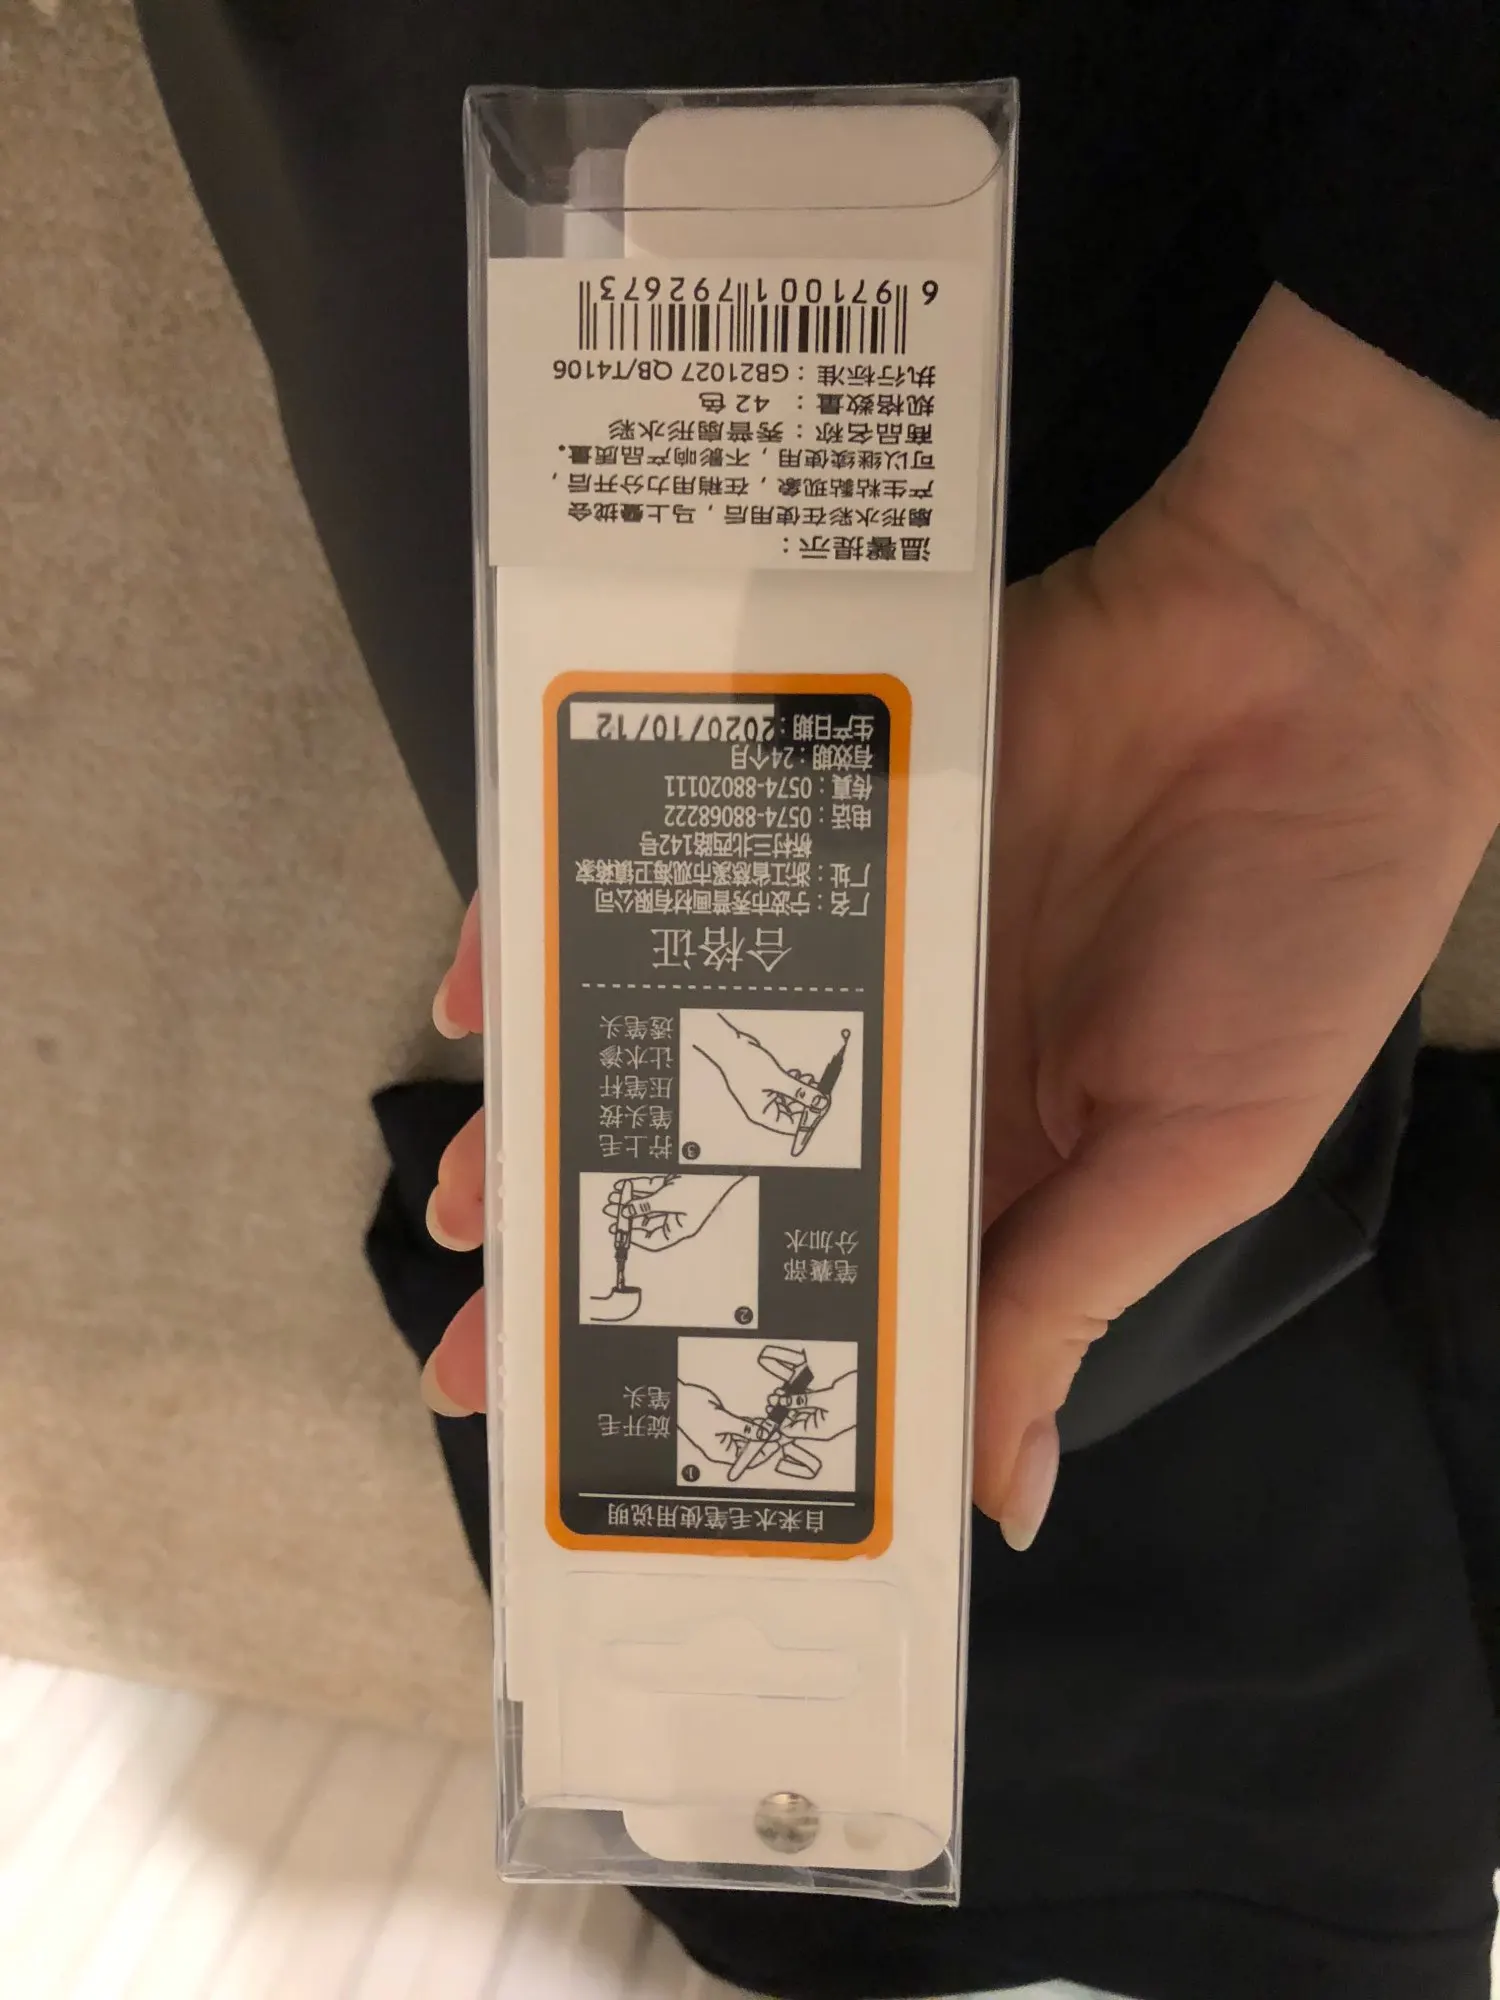 自来水毛笔使用说明
1
旋开毛
笔头
2
笔囊部
分加水
3
拧上毛
笔头按
压笔杆
让水渗
透笔头
合格证
厂名：宁波市秀普画材有限公司
厂址：浙江省慈溪市观海卫镇蒋家
桥村三北西路142号
电话：0574-88068222
传真：0574-88020111
有效期：24个月
生产日期：2020/10/12
温馨提示：
扇形水彩在使用后，马上叠拢会
产生粘黏现象，在稍用力分开后，
可以继续使用，不影响产品质量。
商品名称：秀普扇形水彩
规格数量： 42色
执行标准：GB21027 QB/T4106
6 971001 792673